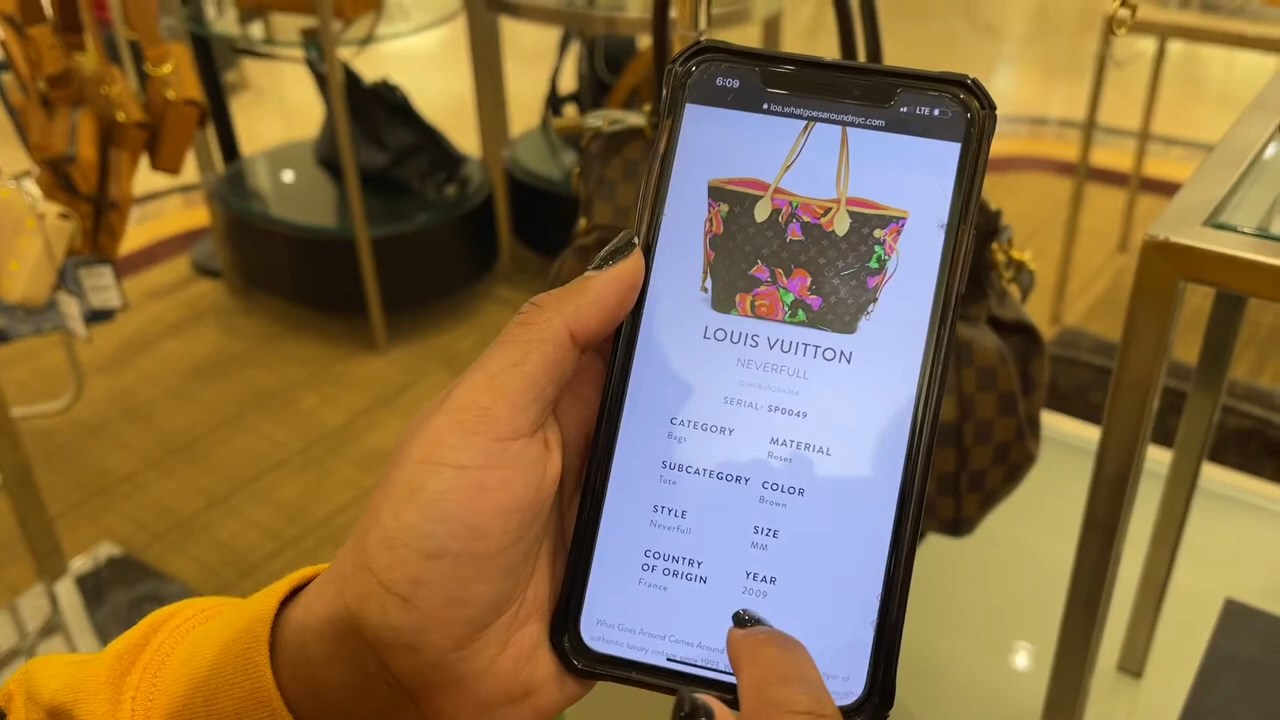 6:09
LTE
loa.whatgoesaroundnyc.com
LOUIS VUITTON
NEVERFULL
SERIAL: SP0049
CATEGORY
Bags
MATERIAL
Roses
SUBCATEGORY
Tote
COLOR
Brown
STYLE
Neverfull
SIZE
MM
COUNTRY
OF ORIGIN
France
YEAR
2009
What Goes Around Comes Around
authentic luxury vintage since 1993.